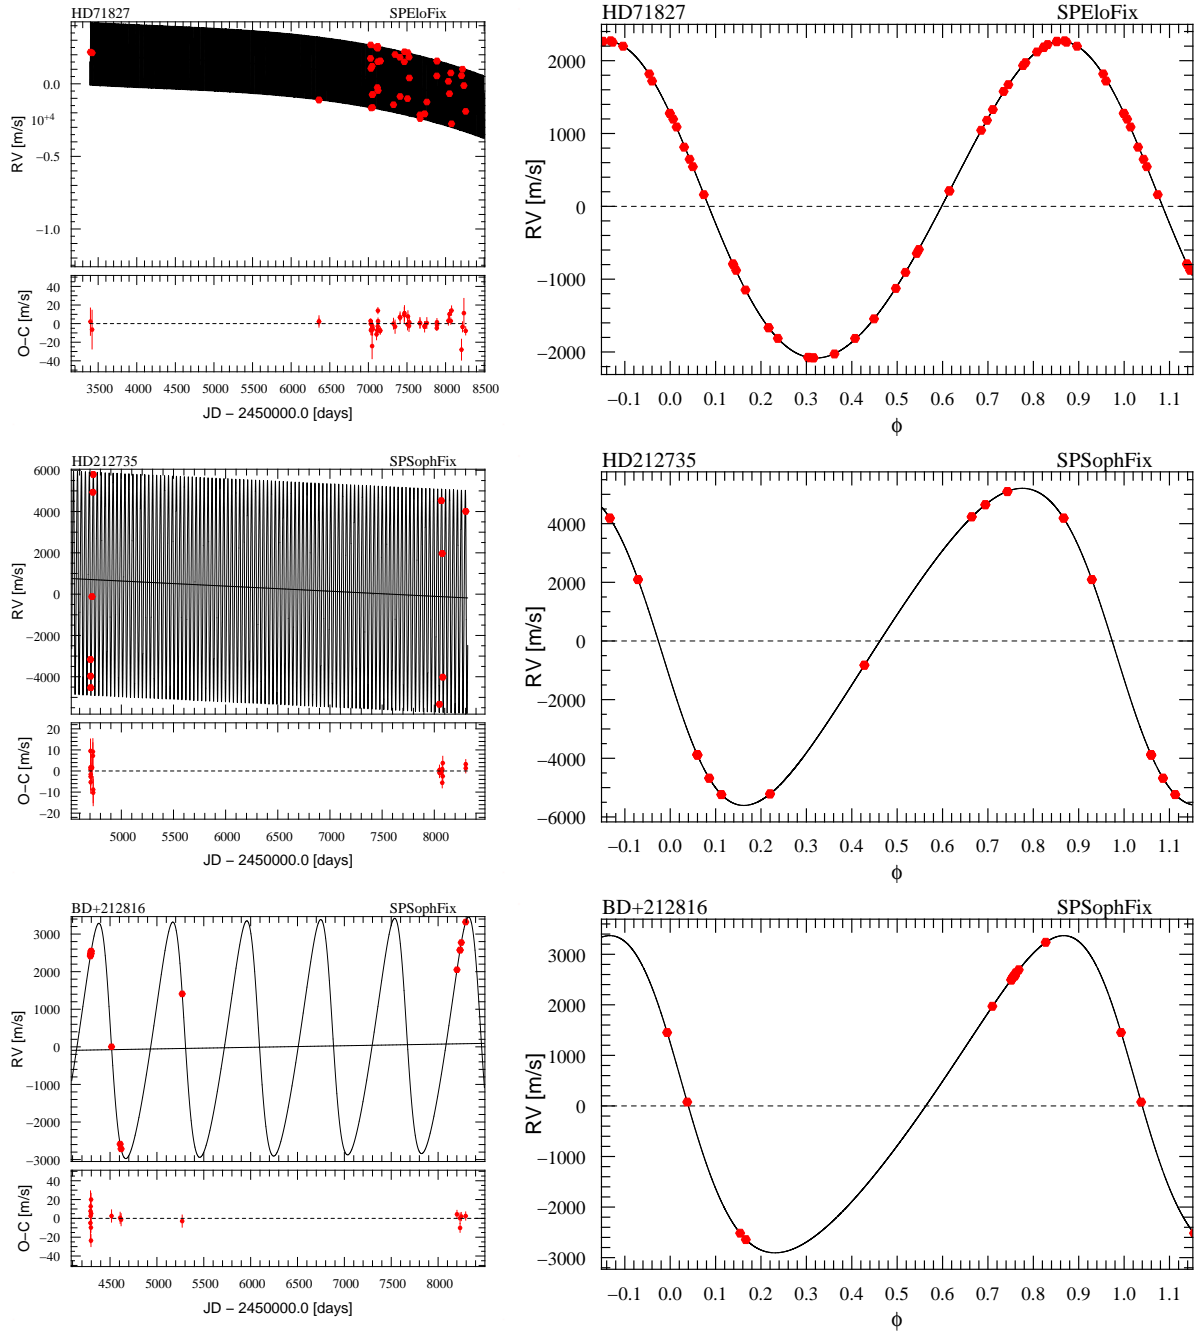 HD71827 SPEloFix
0.0
10+4
−0.5
−1.0
RV [m/s]
40
20
0
−20
−40
O−C [m/s]
3500 4000 4500 5000 5500 6000 6500 7000 7500 8000 8500
JD − 2450000.0 [days]
HD71827 SPEloFix
2000
1000
0
−1000
−2000
RV [m/s]
−0.1 0.0 0.1 0.2 0.3 0.4 0.5 0.6 0.7 0.8 0.9 1.0 1.1
ϕ
HD212735 SPSophFix
6000
4000
2000
0
−2000
−4000
RV [m/s]
20
10
0
−10
−20
O−C [m/s]
5000 5500 6000 6500 7000 7500 8000
JD − 2450000.0 [days]
HD212735 SPSophFix
4000
2000
0
−2000
−4000
−6000
RV [m/s]
−0.1 0.0 0.1 0.2 0.3 0.4 0.5 0.6 0.7 0.8 0.9 1.0 1.1
ϕ
BD+212816 SPSophFix
3000
2000
1000
0
−1000
−2000
−3000
RV [m/s]
40
20
0
−20
−40
O−C [m/s]
4500 5000 5500 6000 6500 7000 7500 8000
JD − 2450000.0 [days]
BD+212816 SPSophFix
3000
2000
1000
0
−1000
−2000
−3000
RV [m/s]
−0.1 0.0 0.1 0.2 0.3 0.4 0.5 0.6 0.7 0.8 0.9 1.0 1.1
ϕ